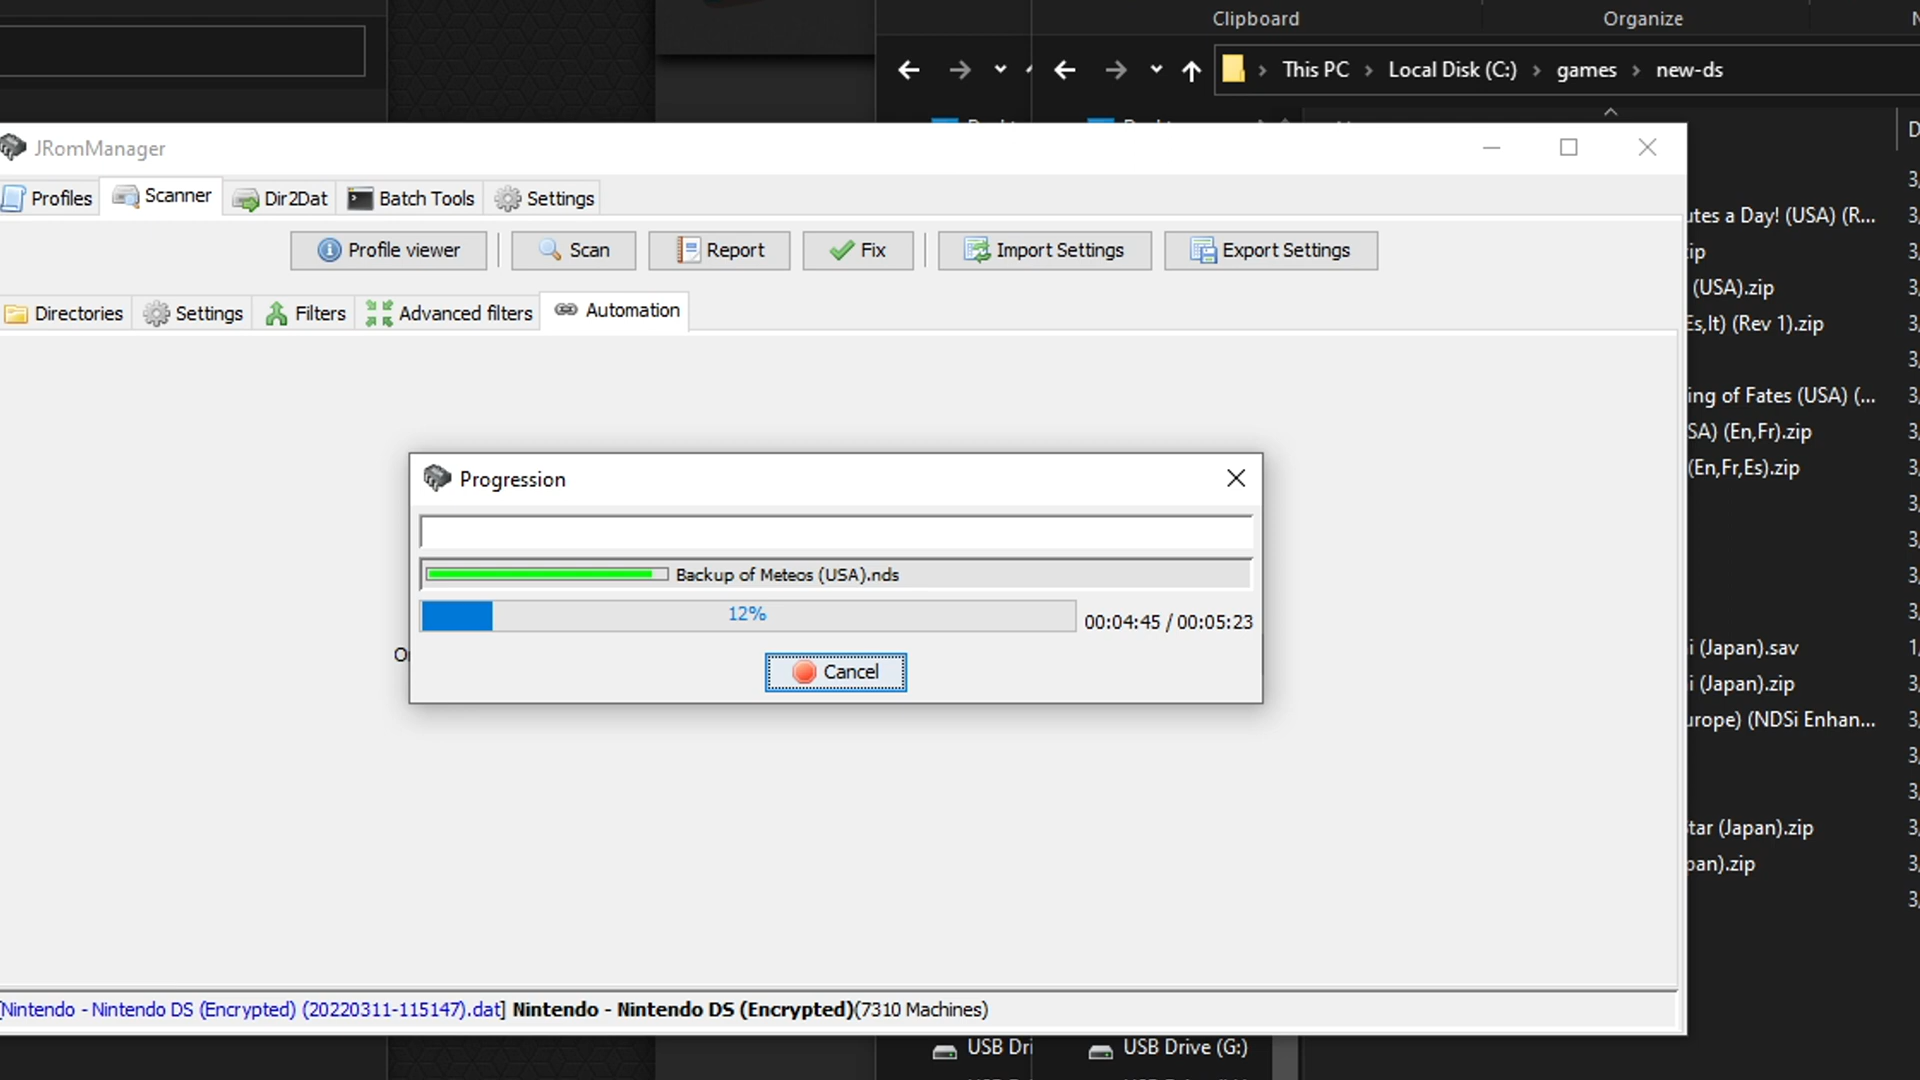 Clipboard
Organize
This PC > Local Disk (C:) > games > new-ds
JRomManager
Profiles
Scanner
Dir2Dat
Batch Tools
Settings
Profile viewer
Scan
Report
Fix
Import Settings
Export Settings
Directories
Settings
Filters
Advanced filters
Automation
utes a Day! (USA) (R...
ip
(USA).zip
Es,It) (Rev 1).zip
ing of Fates (USA) (...
SA) (En,Fr).zip
(En,Fr,Es).zip
i (Japan).sav
i (Japan).zip
urope) (NDSi Enhan...
tar (Japan).zip
pan).zip
Progression
Backup of Meteos (USA).nds
12%
00:04:45 / 00:05:23
Cancel
[Nintendo - Nintendo DS (Encrypted) (20220311-115147).dat] Nintendo - Nintendo DS (Encrypted)(7310 Machines)
USB Dri
USB Drive (G:)